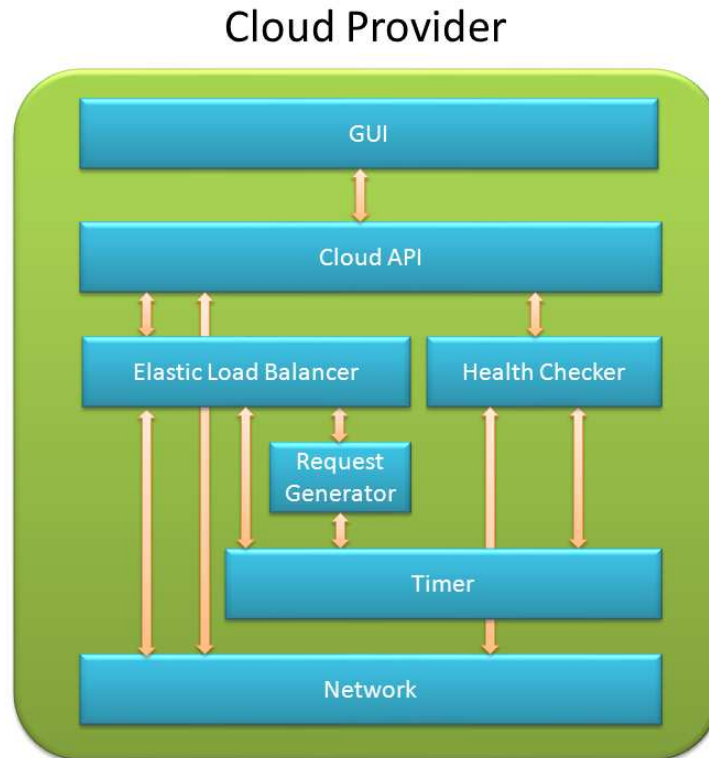 Cloud Provider
GUI
Cloud API
Elastic Load Balancer
Health Checker
Request
Generator
Timer
Network